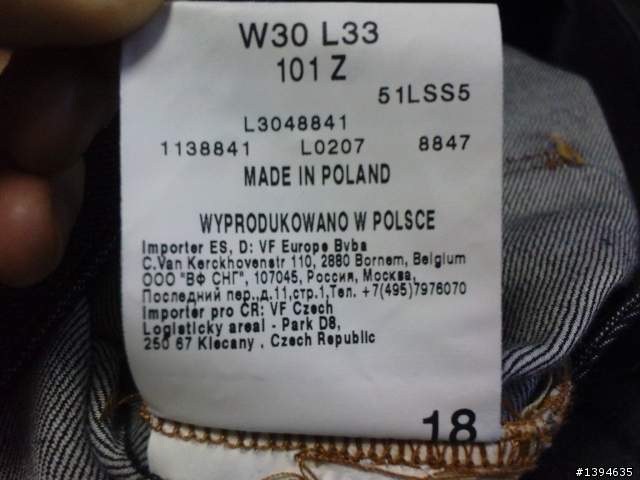 W30 L33
101 Z
51LSS5
L3048841
1138841 L0207 8847
MADE IN POLAND
WYPRODUKOWANO W POLSCE
Importer ES, D: VF Europe Bvba
C.Van Kerckhovenstr 110, 2880 Bornem, Belgium
ООО "ВФ СНГ", 107045, Россия, Москва,
Последний пер.,д.11,стр.1,Тел. +7(495)7976070
Importer pro CR: VF Czech
Logisticky areal - Park D8,
250 67 Klecany , Czech Republic
18
#1394635